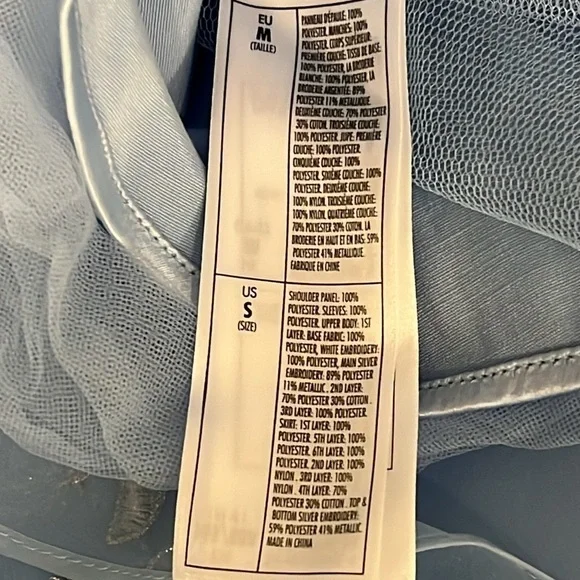 EU
M
(TAILLE)
PANNEAU D'ÉPAULE: 100%
POLYESTER. MANCHES: 100%
POLYESTER. CORPS SUPÉRIEUR:
PREMIÈRE COUCHE: TISSU DE BASE:
100% POLYESTER, LA BRODERIE
BLANCHE: 100% POLYESTER, LA
BRODERIE ARGENTÉE: 89%
POLYESTER 11% METALLIQUE.
DEUXIÈME COUCHE: 70% POLYESTER
30% COTON. TROISIÈME COUCHE:
100% POLYESTER. JUPE: PREMIÈRE
COUCHE: 100% POLYESTER.
CINQUIÈME COUCHE: 100%
POLYESTER. SIXIÈME COUCHE: 100%
POLYESTER. DEUXIÈME COUCHE:
100% NYLON. TROISIÈME COUCHE:
100% NYLON. QUATRIÈME COUCHE:
70% POLYESTER 30% COTON. LA
BRODERIE EN HAUT ET EN BAS: 59%
POLYESTER 41% METALLIQUE.
FABRIQUE EN CHINE
US
S
(SIZE)
SHOULDER PANEL: 100%
POLYESTER. SLEEVES: 100%
POLYESTER. UPPER BODY: 1ST
LAYER: BASE FABRIC: 100%
POLYESTER, WHITE EMBROIDERY:
100% POLYESTER, MAIN SILVER
EMBROIDERY: 89% POLYESTER
11% METALLIC . 2ND LAYER:
70% POLYESTER 30% COTTON .
3RD LAYER: 100% POLYESTER.
SKIRT: 1ST LAYER: 100%
POLYESTER. 5TH LAYER: 100%
POLYESTER. 6TH LAYER: 100%
POLYESTER. 2ND LAYER: 100%
NYLON . 3RD LAYER: 100%
NYLON . 4TH LAYER: 70%
POLYESTER 30% COTTON . TOP &
BOTTOM SILVER EMBROIDERY:
59% POLYESTER 41% METALLIC.
MADE IN CHINA